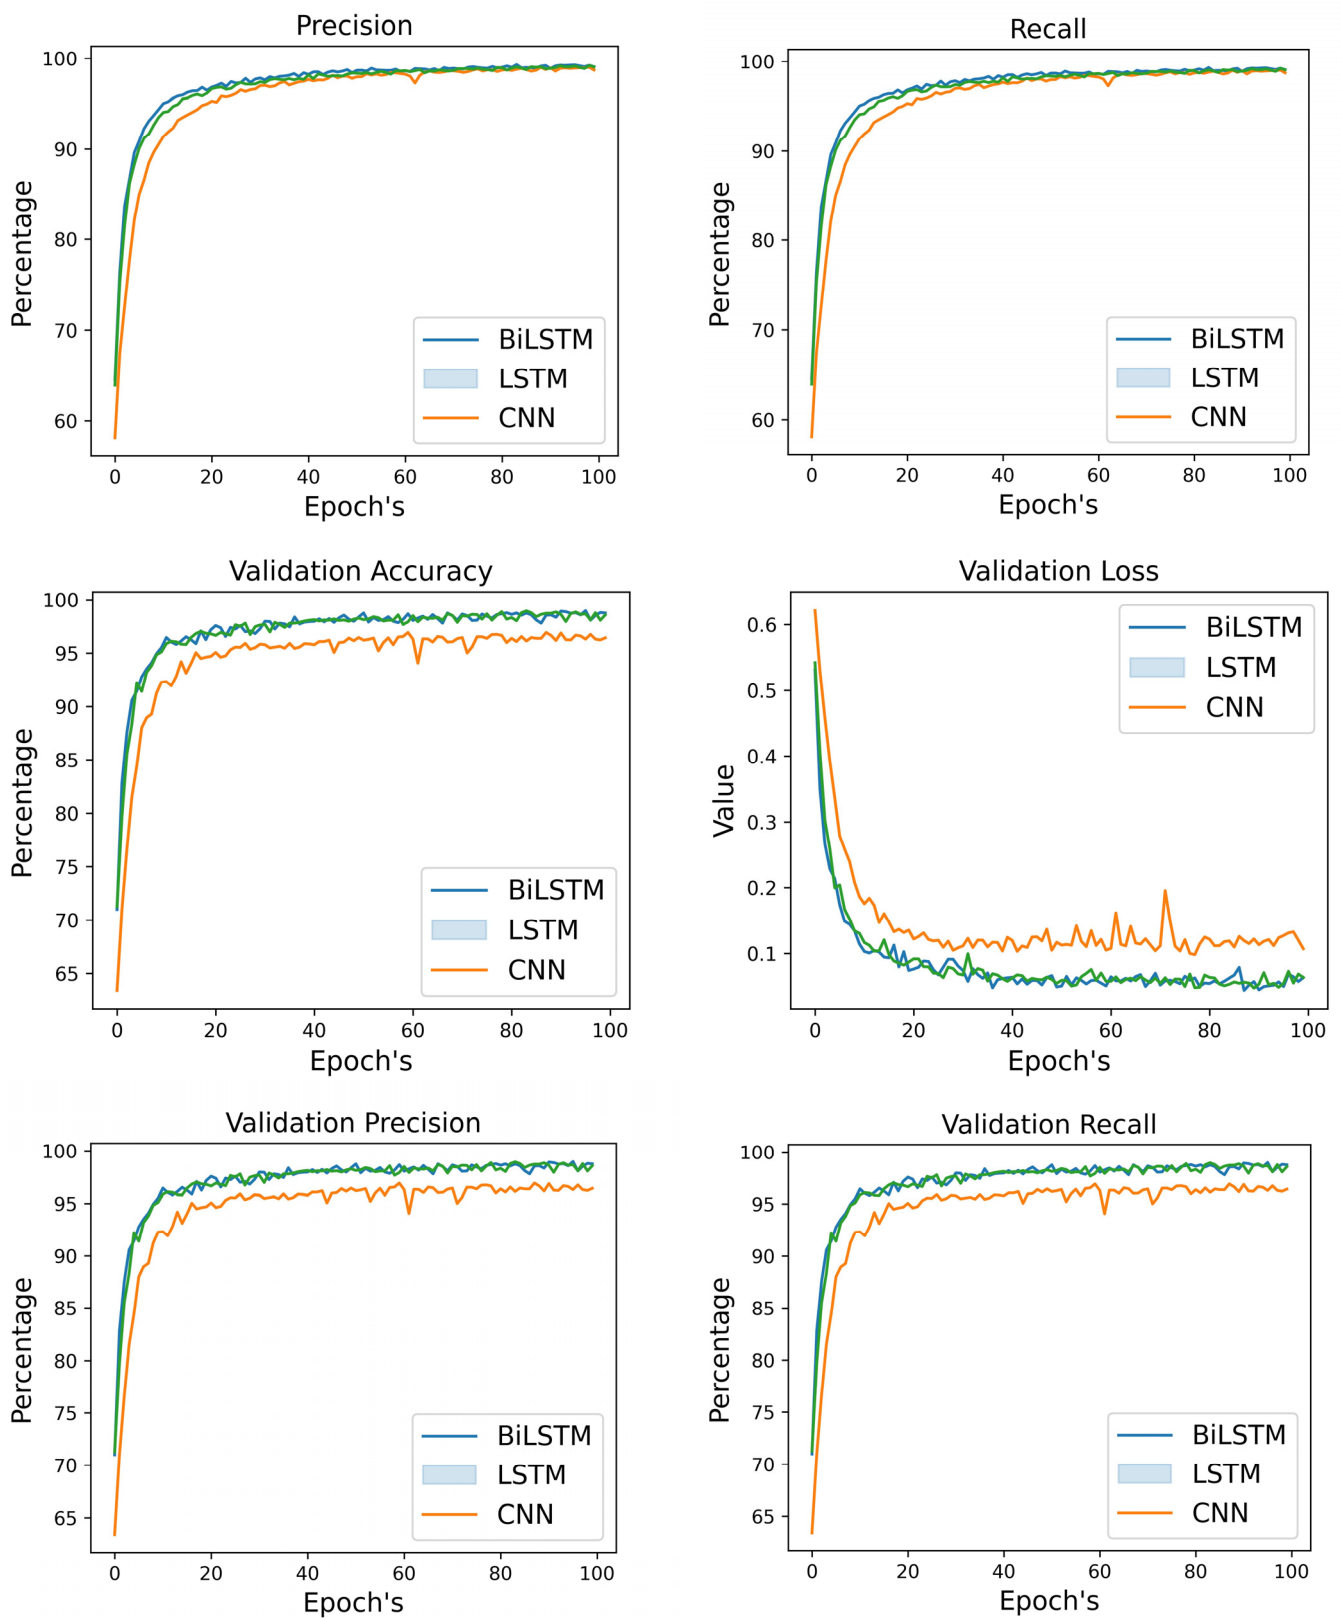 Precision
100
90
80
70
60
Percentage
BiLSTM
LSTM
CNN
0 20 40 60 80 100
Epoch's
Recall
100
90
80
70
60
Percentage
BiLSTM
LSTM
CNN
0 20 40 60 80 100
Epoch's
Validation Accuracy
100
95
90
85
80
75
70
65
Percentage
BiLSTM
LSTM
CNN
0 20 40 60 80 100
Epoch's
Validation Loss
0.6
0.5
0.4
0.3
0.2
0.1
Value
BiLSTM
LSTM
CNN
0 20 40 60 80 100
Epoch's
Validation Precision
100
95
90
85
80
75
70
65
Percentage
BiLSTM
LSTM
CNN
0 20 40 60 80 100
Epoch's
Validation Recall
100
95
90
85
80
75
70
65
Percentage
BiLSTM
LSTM
CNN
0 20 40 60 80 100
Epoch's